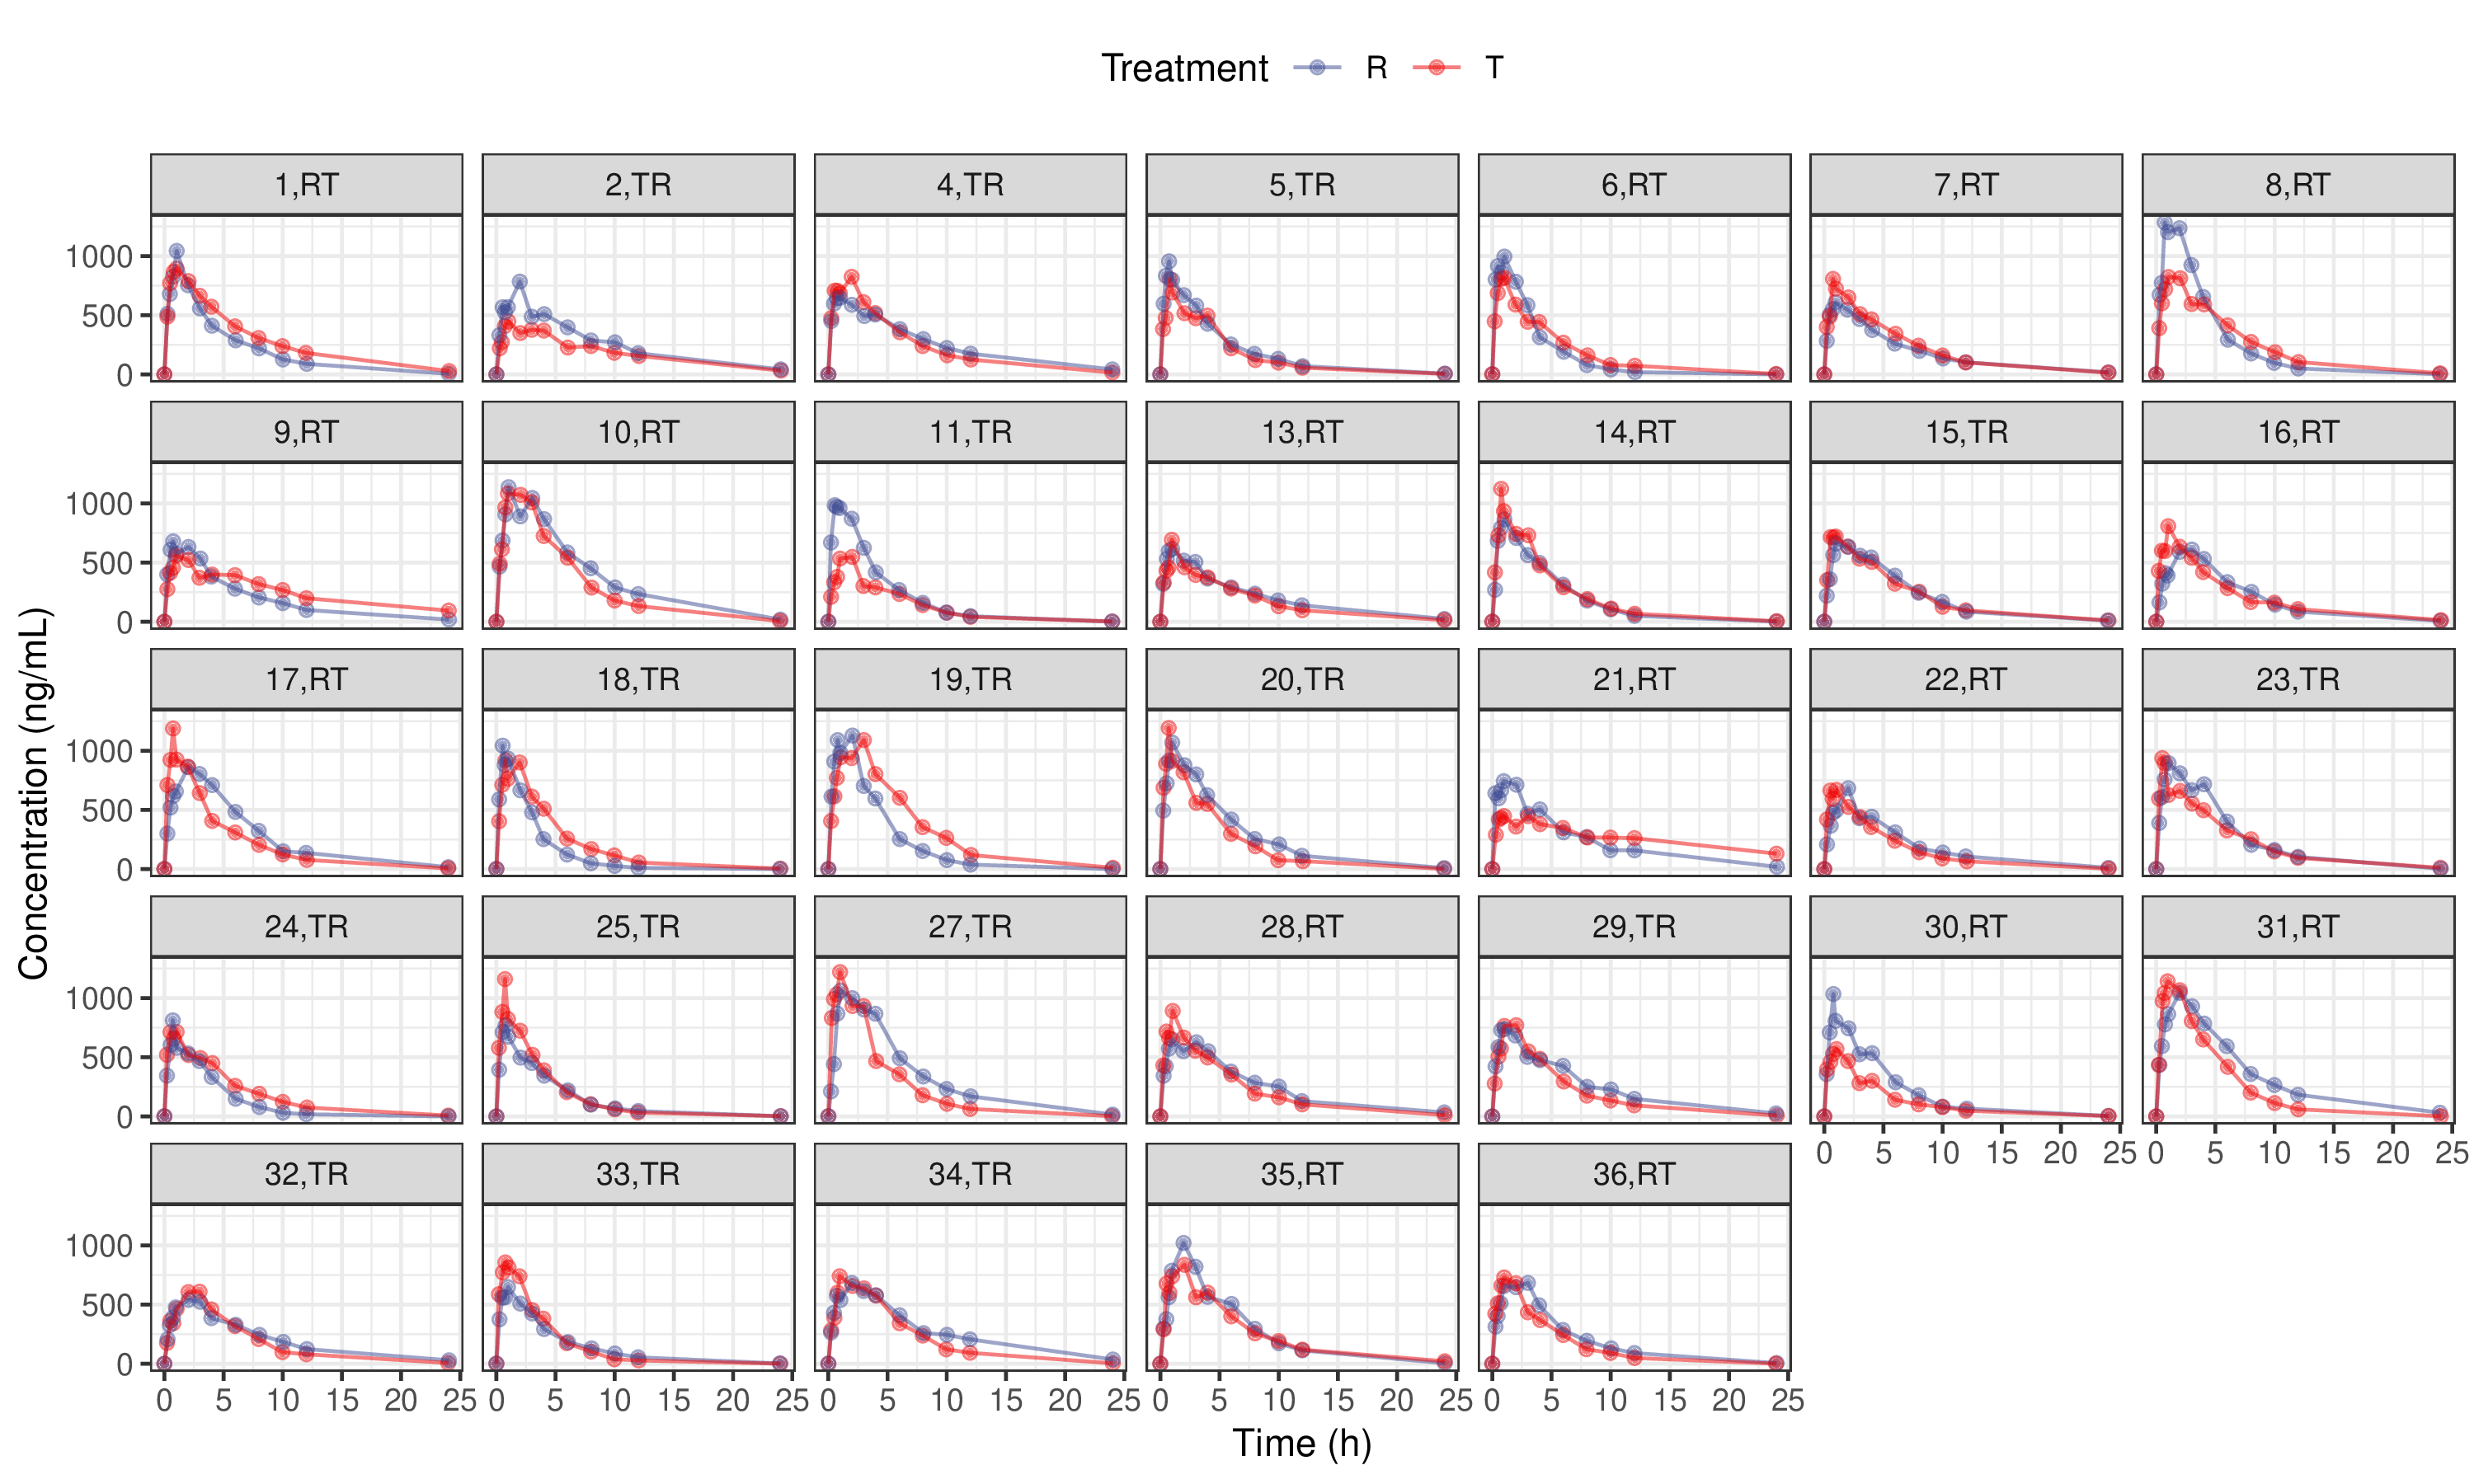 Treatment R T
1,RT 2,TR 4,TR 5,TR 6,RT 7,RT 8,RT
1000
500
0
9,RT 10,RT 11,TR 13,RT 14,RT 15,TR 16,RT
1000
500
0
17,RT 18,TR 19,TR 20,TR 21,RT 22,RT 23,TR
1000
500
0
24,TR 25,TR 27,TR 28,RT 29,TR 30,RT 31,RT
1000
500
0
0 5 10 15 20 25 0 5 10 15 20 25
32,TR 33,TR 34,TR 35,RT 36,RT
1000
500
0
0 5 10 15 20 25 0 5 10 15 20 25 0 5 10 15 20 25 0 5 10 15 20 25 0 5 10 15 20 25
Concentration (ng/mL)
Time (h)